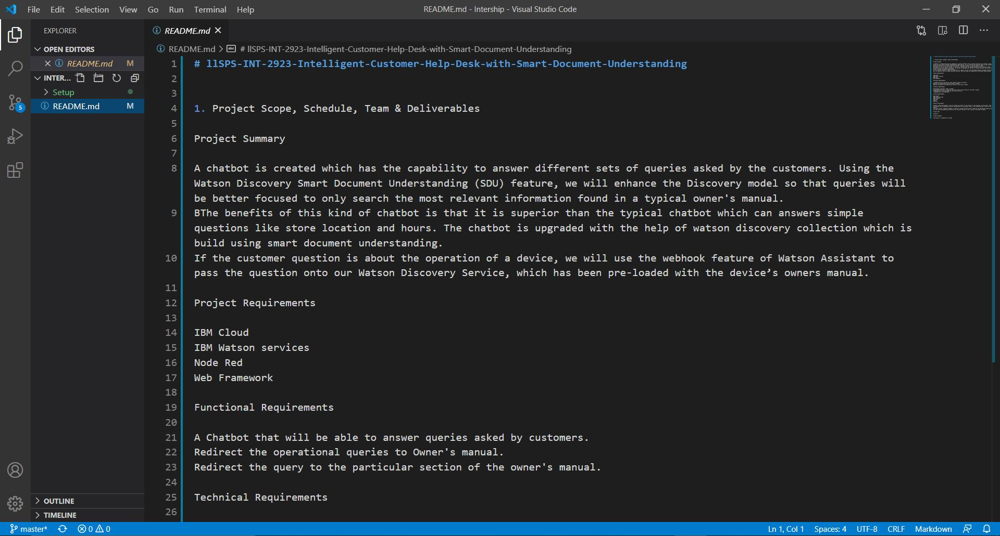 File Edit Selection View Go Run Terminal Help
README.md - Intership - Visual Studio Code
EXPLORER
README.md
OPEN EDITORS
README.md M
INTER...
Setup
README.md M
OUTLINE
TIMELINE
5
README.md > # llSPS-INT-2923-Intelligent-Customer-Help-Desk-with-Smart-Document-Understanding
1 # llSPS-INT-2923-Intelligent-Customer-Help-Desk-with-Smart-Document-Understanding
2
3
4 1. Project Scope, Schedule, Team & Deliverables
5
6 Project Summary
7
8 A chatbot is created which has the capability to answer different sets of queries asked by the customers. Using the
Watson Discovery Smart Document Understanding (SDU) feature, we will enhance the Discovery model so that queries will
be better focused to only search the most relevant information found in a typical owner's manual.
9 BThe benefits of this kind of chatbot is that it is superior than the typical chatbot which can answers simple
questions like store location and hours. The chatbot is upgraded with the help of watson discovery collection which is
build using smart document understanding.
10 If the customer question is about the operation of a device, we will use the webhook feature of Watson Assistant to
pass the question onto our Watson Discovery Service, which has been pre-loaded with the device’s owners manual.
11
12 Project Requirements
13
14 IBM Cloud
15 IBM Watson services
16 Node Red
17 Web Framework
18
19 Functional Requirements
20
21 A Chatbot that will be able to answer queries asked by customers.
22 Redirect the operational queries to Owner's manual.
23 Redirect the query to the particular section of the owner's manual.
24
25 Technical Requirements
26
master* 0 0
Ln 1, Col 1 Spaces: 4 UTF-8 CRLF Markdown